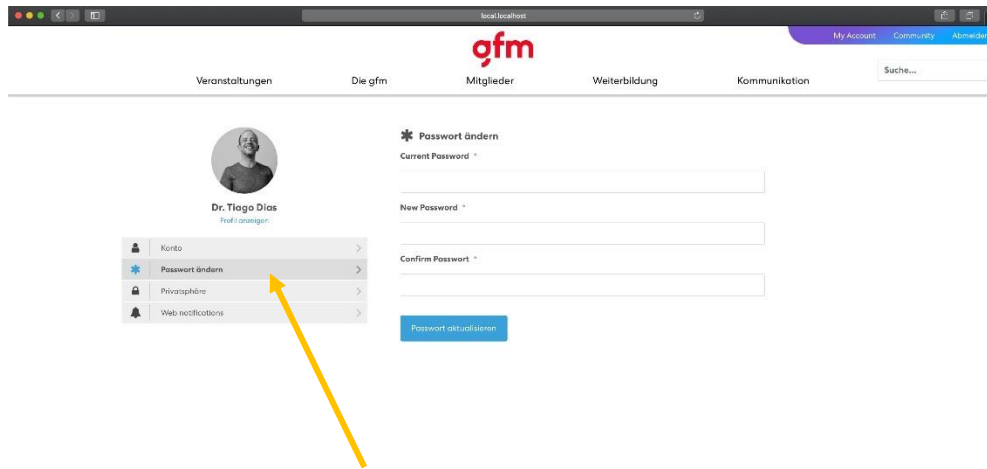 local.localhost
gfm
My Account Community Abmelden
Veranstaltungen Die gfm Mitglieder Weiterbildung Kommunikation
Suche...
Dr. Tiago Dias
Profil anzeigen
Konto
Passwort ändern
Privatsphäre
Web notifications
Passwort ändern
Current Password *
New Password *
Confirm Passwort *
Passwort aktualisieren